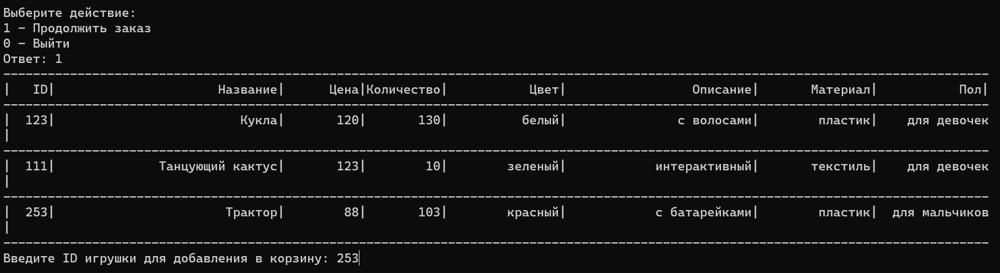 Выберите действие:
1 - Продолжить заказ
0 - Выйти
Ответ: 1
-------------------------------------------------------------------------------------------------------------------------------------
|   ID|                      Название|      Цена|Количество|           Цвет|                 Описание|       Материал|           Пол|
-------------------------------------------------------------------------------------------------------------------------------------
|  123|                         Кукла|       120|       130|          белый|               с волосами|        пластик|    для девочек
|
-------------------------------------------------------------------------------------------------------------------------------------
|  111|              Танцующий кактус|       123|        10|        зеленый|            интерактивный|       текстиль|    для девочек
|
-------------------------------------------------------------------------------------------------------------------------------------
|  253|                       Трактор|        88|       103|        красный|            с батарейками|        пластик|  для мальчиков
|
-------------------------------------------------------------------------------------------------------------------------------------
Введите ID игрушки для добавления в корзину: 253